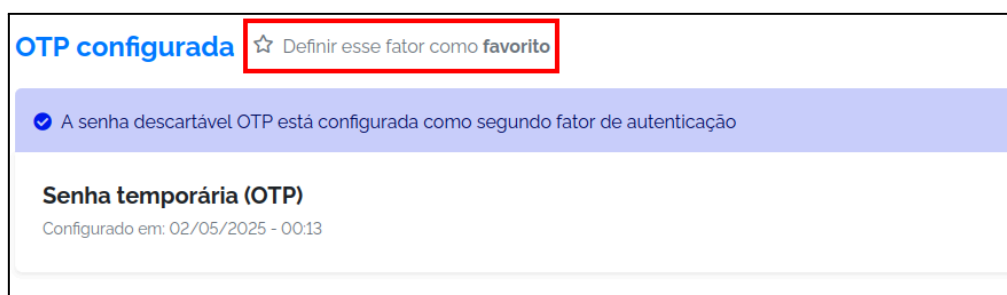 OTP configurada Definir esse fator como favorito
A senha descartável OTP está configurada como segundo fator de autenticação
Senha temporária (OTP)
Configurado em: 02/05/2025 - 00:13